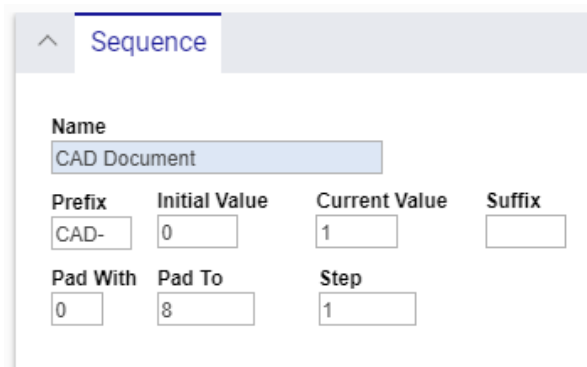 Sequence
Name
CAD Document
Prefix Initial Value Current Value Suffix
CAD- 0 1
Pad With Pad To Step
0 8 1